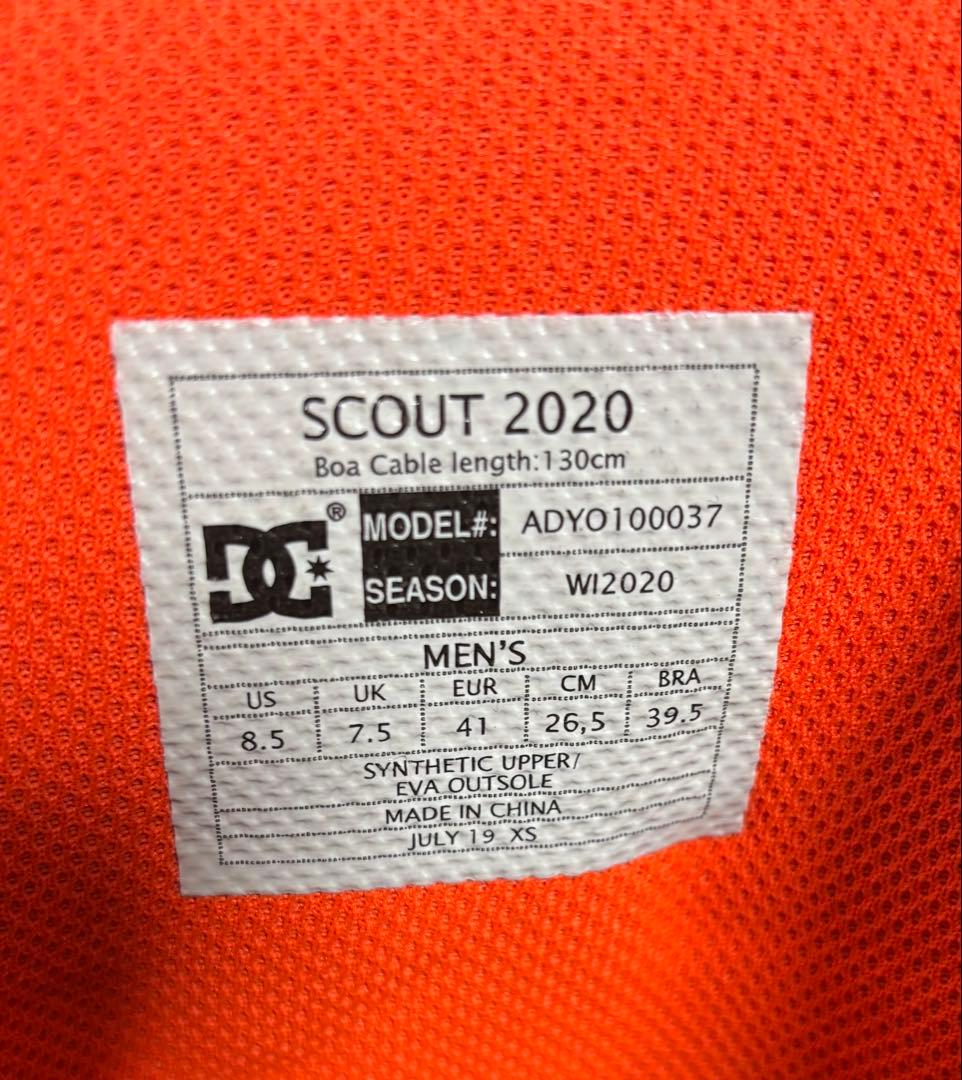 SCOUT 2020
Boa Cable length:130cm
DC ®
MODEL#: ADYO100037
SEASON: WI2020
MEN'S
US UK EUR CM BRA
8.5 7.5 41 26,5 39.5
SYNTHETIC UPPER/
EVA OUTSOLE
MADE IN CHINA
JULY 19 XS